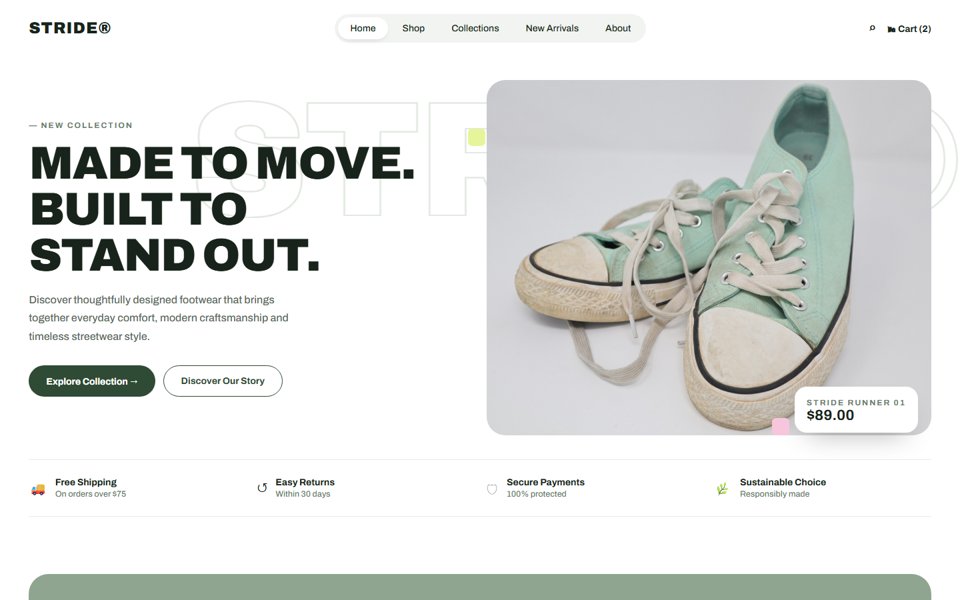 STRIDE®
Home
Shop
Collections
New Arrivals
About
Cart (2)
STR
— NEW COLLECTION
MADE TO MOVE.
BUILT TO
STAND OUT.
Discover thoughtfully designed footwear that brings
together everyday comfort, modern craftsmanship and
timeless streetwear style.
Explore Collection →
Discover Our Story
STRIDE RUNNER 01
$89.00
Free Shipping
On orders over $75
Easy Returns
Within 30 days
Secure Payments
100% protected
Sustainable Choice
Responsibly made